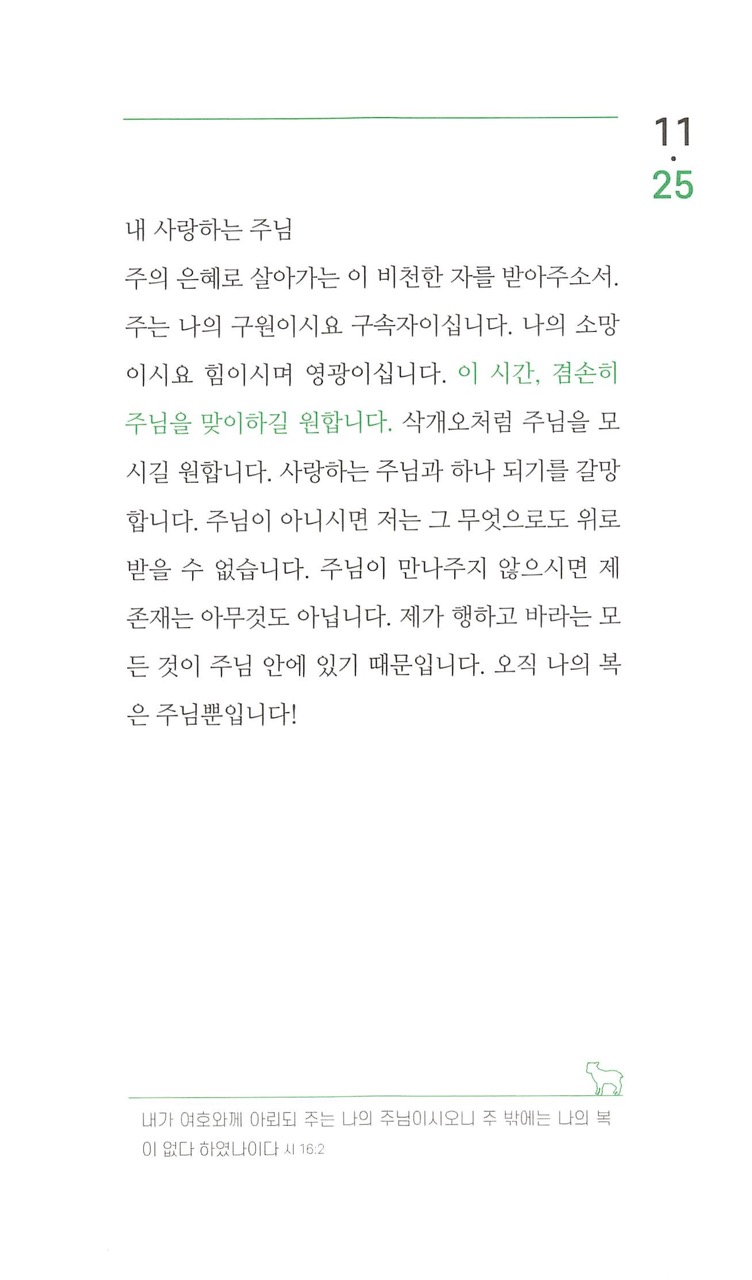 11
·
25
내 사랑하는 주님
주의 은혜로 살아가는 이 비천한 자를 받아주소서.
주는 나의 구원이시요 구속자이십니다. 나의 소망
이시요 힘이시며 영광이십니다. 이 시간, 겸손히
주님을 맞이하길 원합니다. 삭개오처럼 주님을 모
시길 원합니다. 사랑하는 주님과 하나 되기를 갈망
합니다. 주님이 아니시면 저는 그 무엇으로도 위로
받을 수 없습니다. 주님이 만나주지 않으시면 제
존재는 아무것도 아닙니다. 제가 행하고 바라는 모
든 것이 주님 안에 있기 때문입니다. 오직 나의 복
은 주님뿐입니다!
내가 여호와께 아뢰되 주는 나의 주님이시오니 주 밖에는 나의 복
이 없다 하였나이다 시 16:2